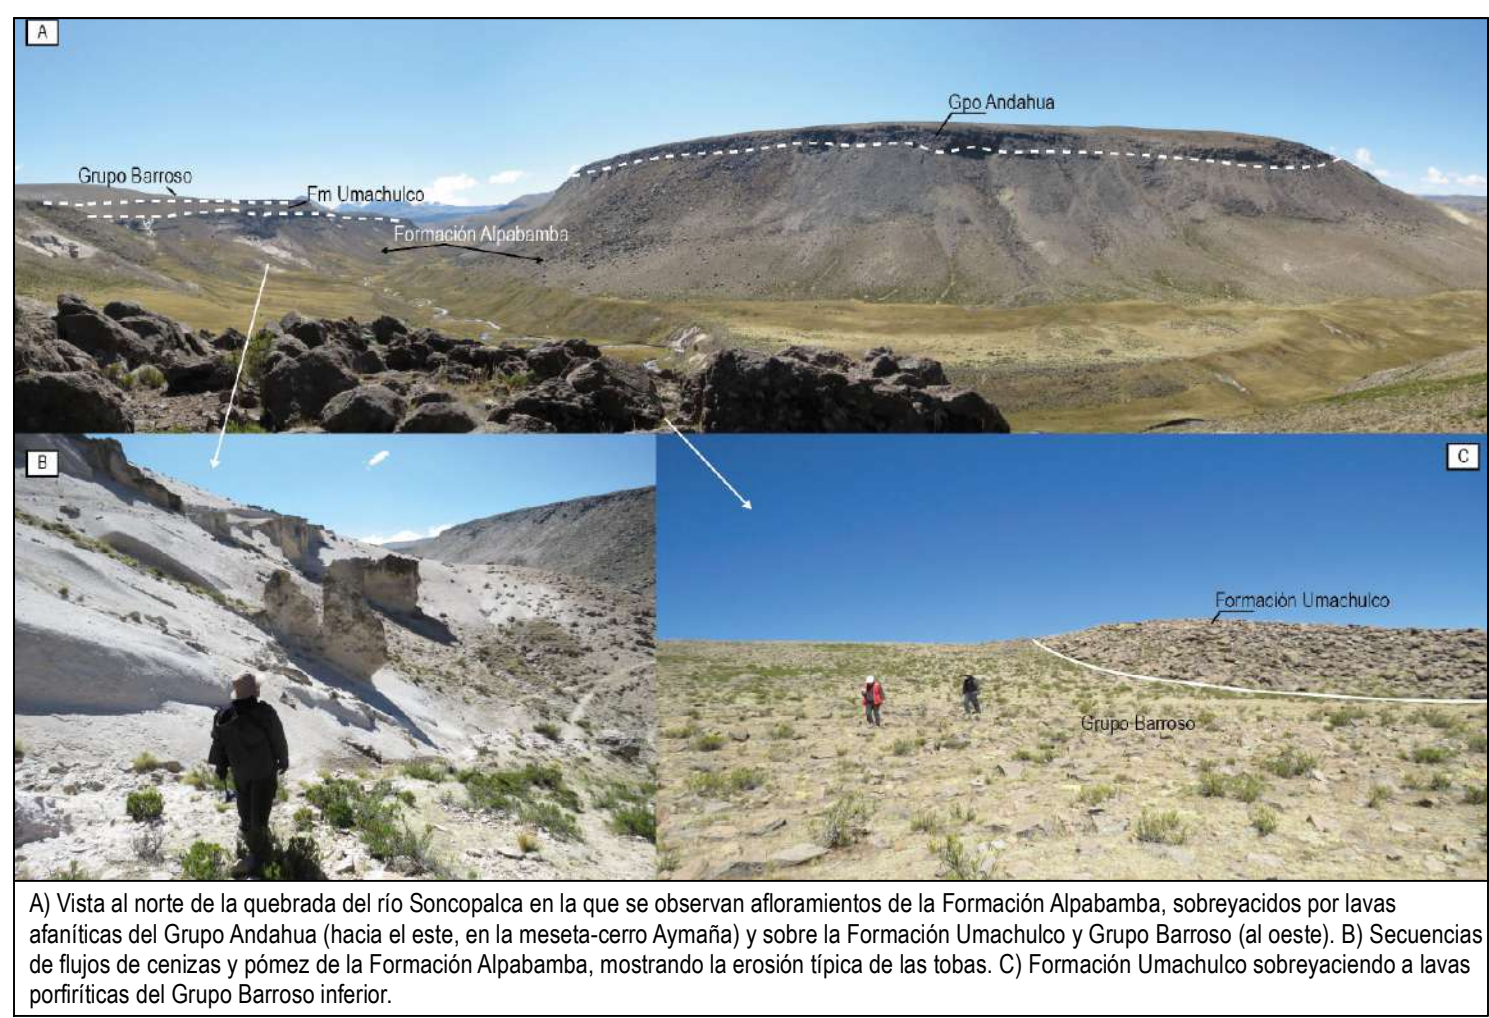 A
Gpo Andahua
Grupo Barroso
Fm Umachulco
Formación Alpabamba
B
C
Formación Umachulco
Grupo Barroso
A) Vista al norte de la quebrada del río Soncopalca en la que se observan afloramientos de la Formación Alpabamba, sobreyacidos por lavas
afaníticas del Grupo Andahua (hacia el este, en la meseta-cerro Aymaña) y sobre la Formación Umachulco y Grupo Barroso (al oeste). B) Secuencias
de flujos de cenizas y pómez de la Formación Alpabamba, mostrando la erosión típica de las tobas. C) Formación Umachulco sobreyaciendo a lavas
porfiríticas del Grupo Barroso inferior.